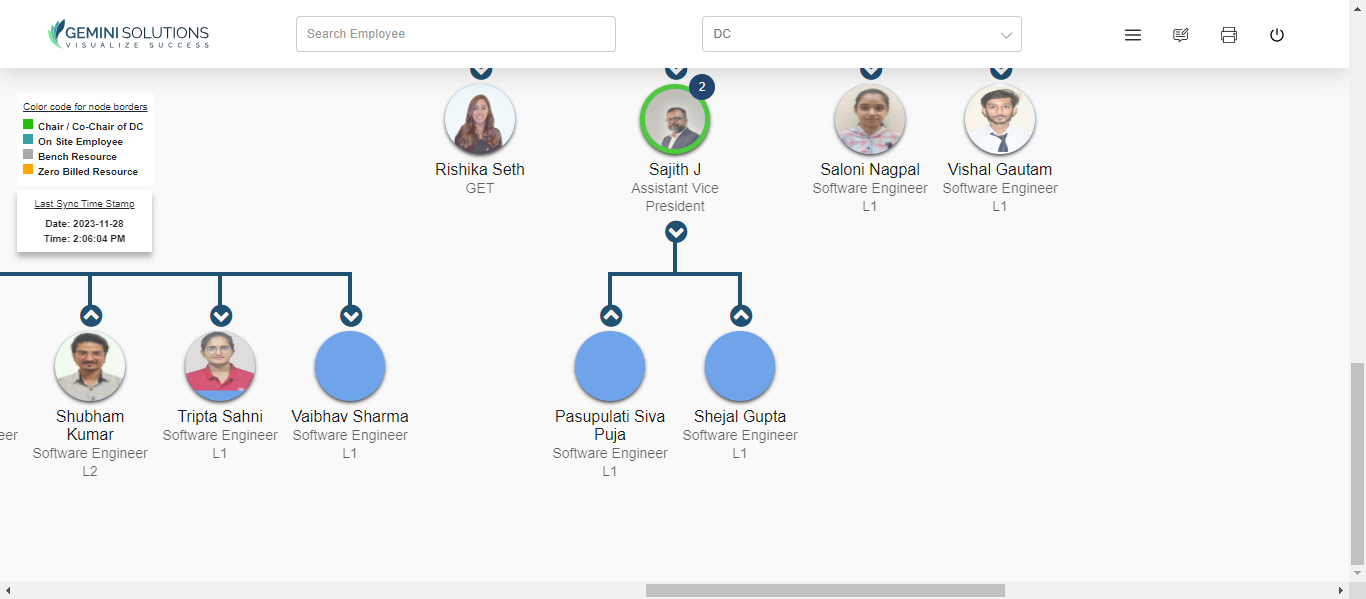 GEMINI SOLUTIONS
VISUALIZE SUCCESS
Search Employee
DC
Color code for node borders
Chair / Co-Chair of DC
On Site Employee
Bench Resource
Zero Billed Resource
Last Sync Time Stamp
Date: 2023-11-28
Time: 2:06:04 PM
2
Rishika Seth
GET
Sajith J
Assistant Vice
President
Saloni Nagpal
Software Engineer
L1
Vishal Gautam
Software Engineer
L1
eer
Shubham
Kumar
Software Engineer
L2
Tripta Sahni
Software Engineer
L1
Vaibhav Sharma
Software Engineer
L1
Pasupulati Siva
Puja
Software Engineer
L1
Shejal Gupta
Software Engineer
L1